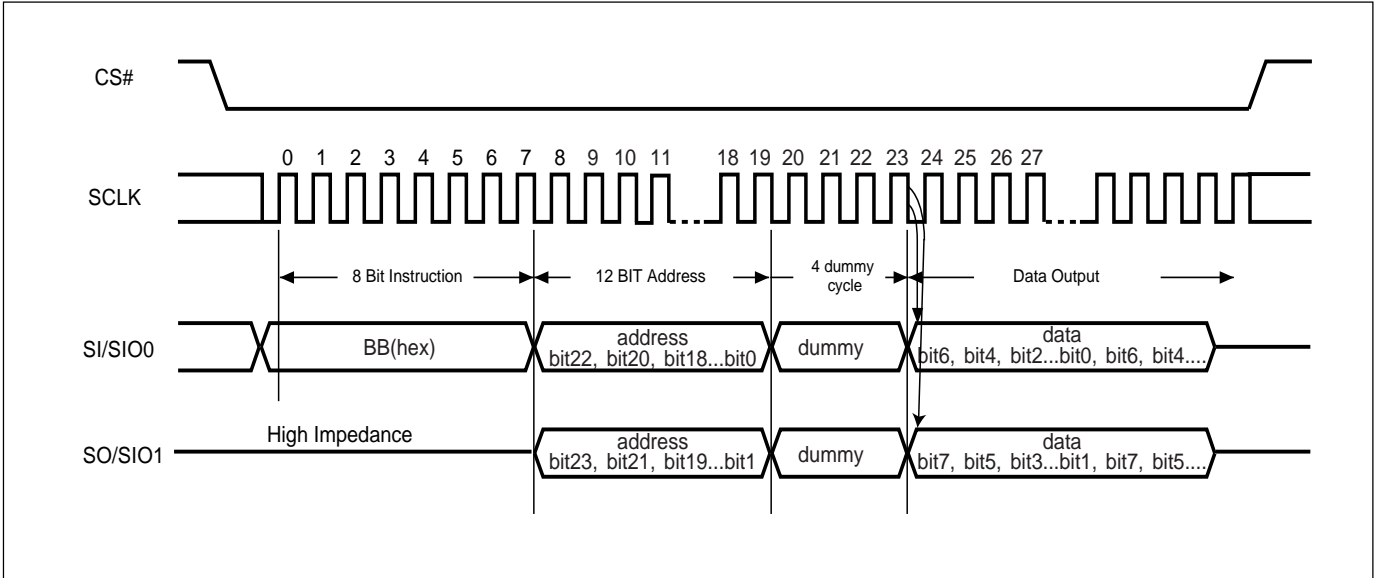 CS#
0 1 2 3 4 5 6 7 8 9 10 11 18 19 20 21 22 23 24 25 26 27
SCLK
8 Bit Instruction
12 BIT Address
4 dummy
cycle
Data Output
SI/SIO0
BB(hex)
address
bit22, bit20, bit18...bit0
dummy
data
bit6, bit4, bit2...bit0, bit6, bit4....
High Impedance
SO/SIO1
address
bit23, bit21, bit19...bit1
dummy
data
bit7, bit5, bit3...bit1, bit7, bit5....